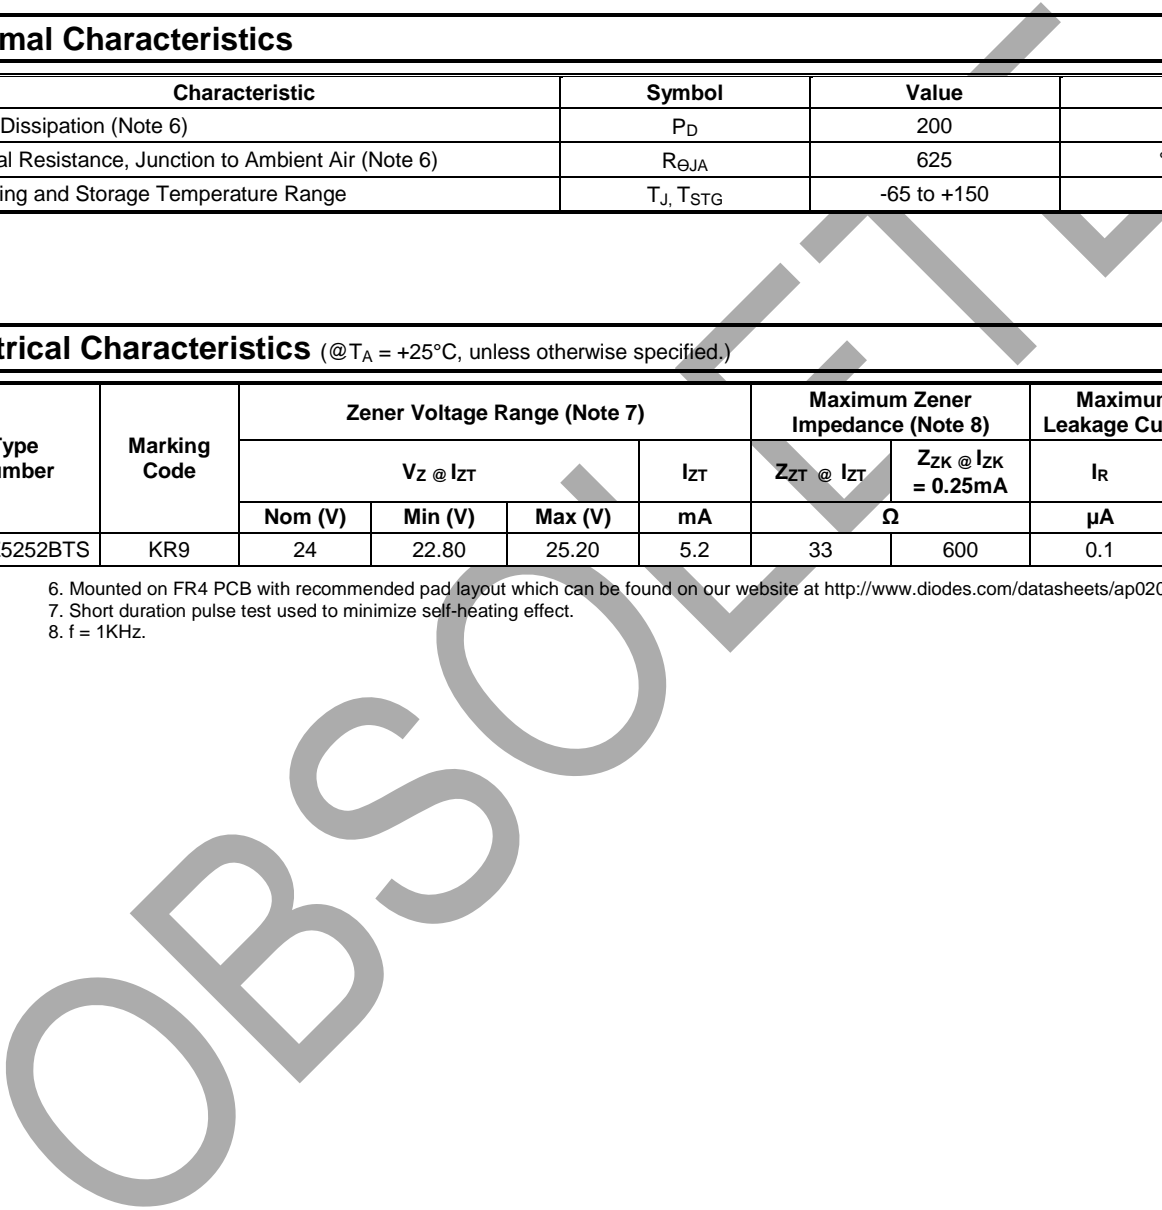 mal Characteristics
Characteristic Symbol Value
Dissipation (Note 6) PD 200
al Resistance, Junction to Ambient Air (Note 6) RΘJA 625
ing and Storage Temperature Range TJ, TSTG -65 to +150
trical Characteristics (@TA = +25°C, unless otherwise specified.)
Type Number
Marking Code
Zener Voltage Range (Note 7)
Maximum Zener Impedance (Note 8)
Maximum Leakage Cu
VZ @ IZT IZT ZZT @ IZT ZZK @ IZK = 0.25mA IR
Nom (V) Min (V) Max (V) mA Ω µA
5252BTS KR9 24 22.80 25.20 5.2 33 600 0.1
6. Mounted on FR4 PCB with recommended pad layout which can be found on our website at http://www.diodes.com/datasheets/ap020
7. Short duration pulse test used to minimize self-heating effect.
8. f = 1KHz.
OBSOLETE